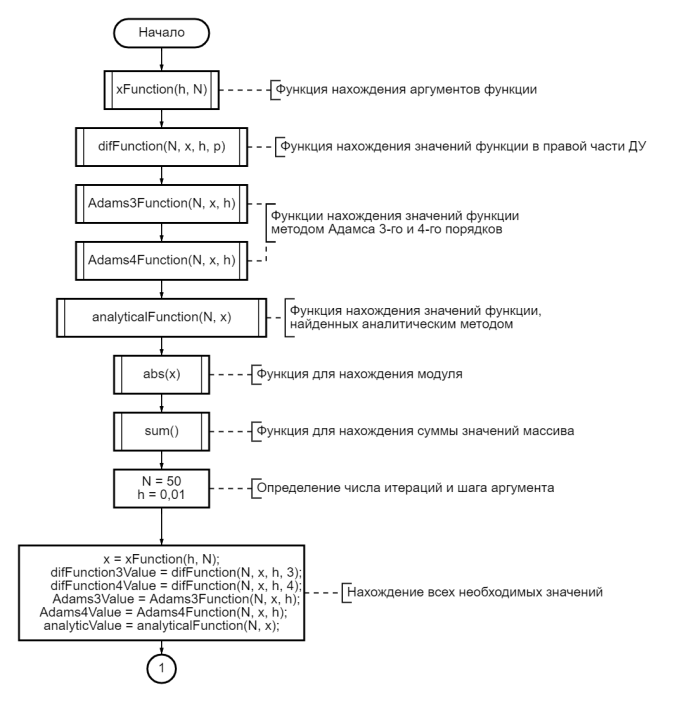 Начало
xFunction(h, N)
Функция нахождения аргументов функции
difFunction(N, x, h, p)
Функция нахождения значений функции в правой части ДУ
Adams3Function(N, x, h)
Функции нахождения значений функции
методом Адамса 3-го и 4-го порядков
Adams4Function(N, x, h)
analyticalFunction(N, x)
Функция нахождения значений функции,
найденных аналитическим методом
abs(x)
Функция для нахождения модуля
sum()
Функция для нахождения суммы значений массива
N = 50
h = 0,01
Определение числа итераций и шага аргумента
x = xFunction(h, N);
difFunction3Value = difFunction(N, x, h, 3);
difFunction4Value = difFunction(N, x, h, 4);
Adams3Value = Adams3Function(N, x, h);
Adams4Value = Adams4Function(N, x, h);
analyticValue = analyticalFunction(N, x);
Нахождение всех необходимых значений
1